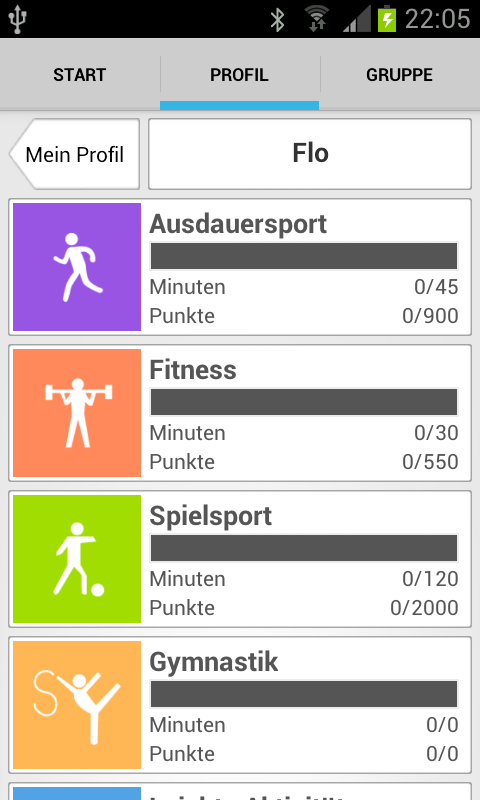 22:05
START PROFIL GRUPPE
Mein Profil Flo
Ausdauersport
Minuten 0/45
Punkte 0/900
Fitness
Minuten 0/30
Punkte 0/550
Spielsport
Minuten 0/120
Punkte 0/2000
Gymnastik
Minuten 0/0
Punkte 0/0